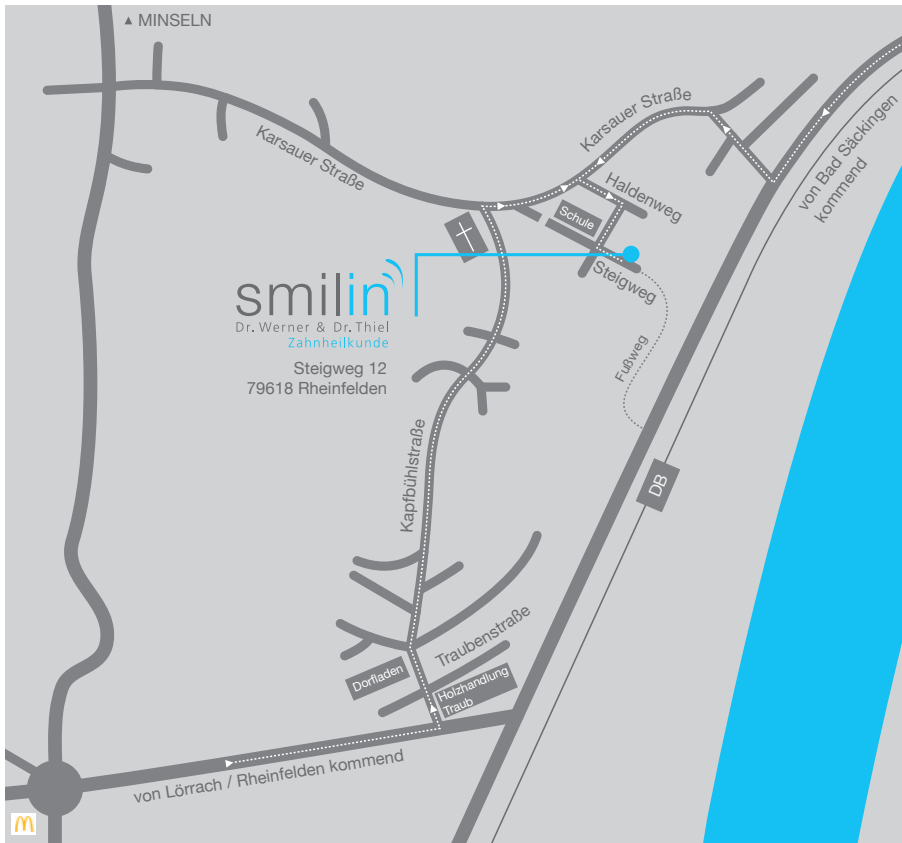 ▲ MINSELN
Karsauer Straße
Karsauer Straße
von Bad Säckingen
kommend
Haldenweg
Schule
Steigweg
smilin
Dr. Werner & Dr. Thiel
Zahnheilkunde
Steigweg 12
79618 Rheinfelden
Fußweg
Kapfbühlstraße
DB
Traubenstraße
Dorfladen
Holzhandlung
Traub
von Lörrach / Rheinfelden kommend